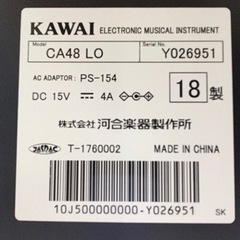 KAWAI ELECTRONIC MUSICAL INSTRUMENT
Model CA48 LO
Serial No. Y026951
AC ADAPTOR: PS-154
DC 15V ⎓ 4A
18 製
株式会社 河合楽器製作所
JASPAC T-1760002 MADE IN CHINA
10J500000000-Y026951
SK